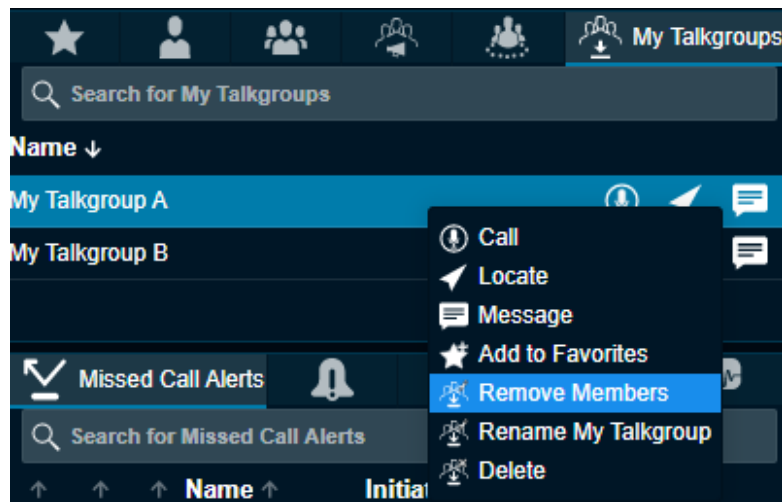 My Talkgroups
Search for My Talkgroups
Name ↓
My Talkgroup A
My Talkgroup B
Call
Locate
Message
Add to Favorites
Remove Members
Rename My Talkgroup
Delete
Missed Call Alerts
Search for Missed Call Alerts
↑ ↑ ↑ Name ↑ Initiat